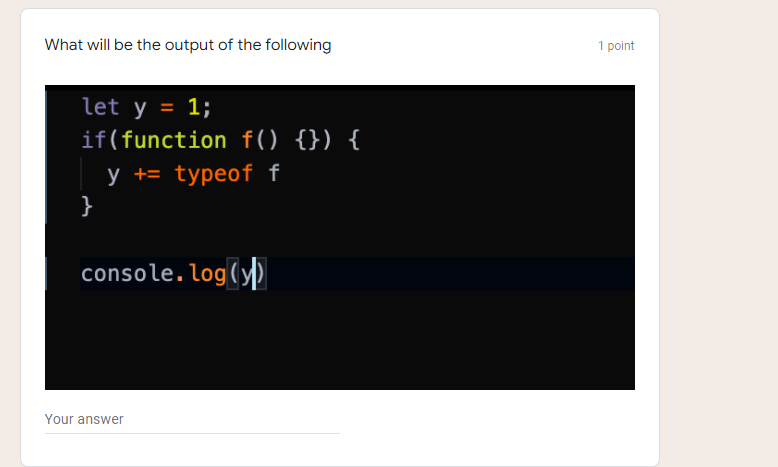 What will be the output of the following
1 point
let y = 1;
if(function f() {}) {
y += typeof f
}
console.log(y)
Your answer